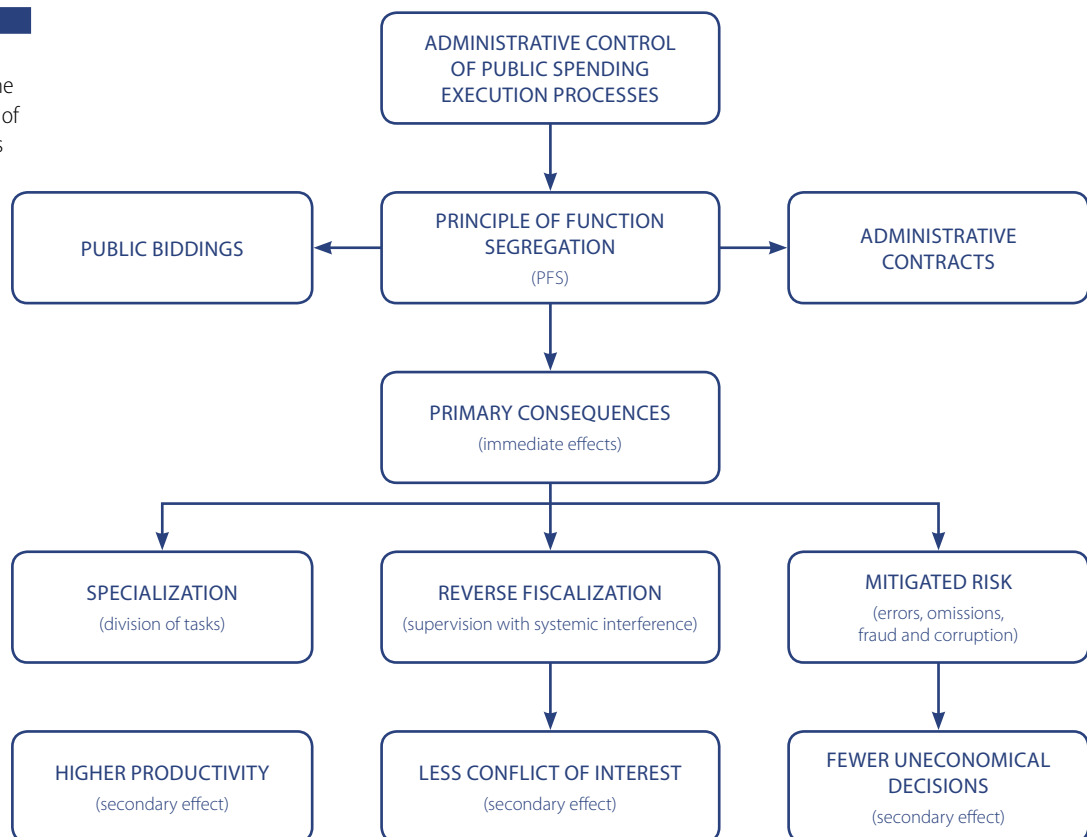 ne
of
s
ADMINISTRATIVE CONTROL
OF PUBLIC SPENDING
EXECUTION PROCESSES
PUBLIC BIDDINGS
PRINCIPLE OF FUNCTION
SEGREGATION
(PFS)
ADMINISTRATIVE
CONTRACTS
PRIMARY CONSEQUENCES
(immediate effects)
SPECIALIZATION
(division of tasks)
REVERSE FISCALIZATION
(supervision with systemic interference)
MITIGATED RISK
(errors, omissions,
fraud and corruption)
HIGHER PRODUCTIVITY
(secondary effect)
LESS CONFLICT OF INTEREST
(secondary effect)
FEWER UNECONOMICAL
DECISIONS
(secondary effect)